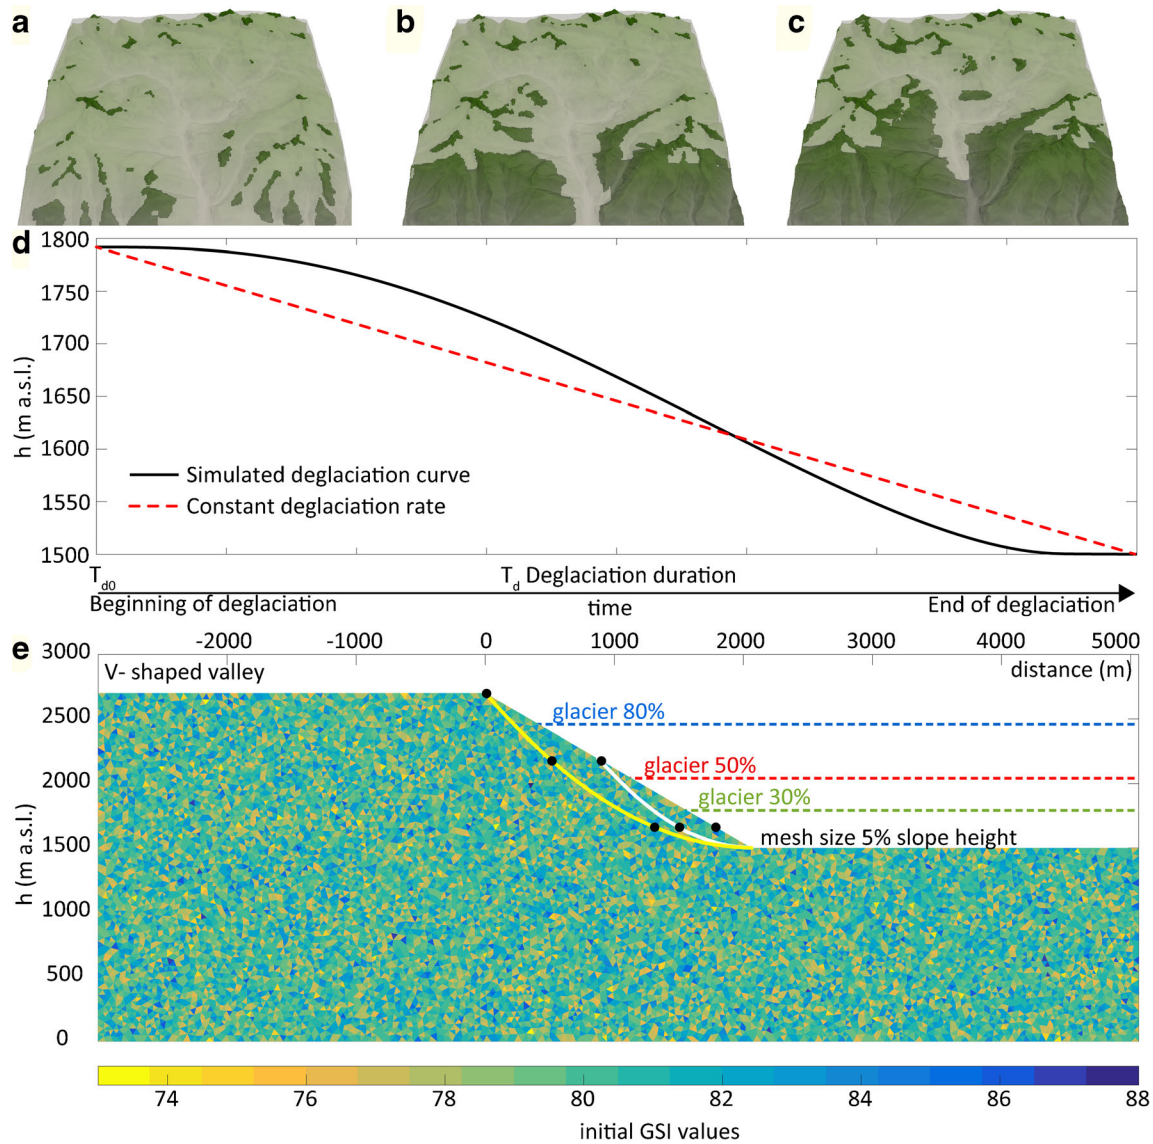 a
b
c
d
1800
1750
1700
1650
1600
1550
1500
h (m a.s.l.)
Simulated deglaciation curve
Constant deglaciation rate
Td0
Td Deglaciation duration
Beginning of deglaciation
time
End of deglaciation
e
-2000 -1000 0 1000 2000 3000 4000 5000
3000
2500
2000
1500
1000
500
0
h (m a.s.l.)
V- shaped valley
distance (m)
glacier 80%
glacier 50%
glacier 30%
mesh size 5% slope height
74 76 78 80 82 84 86 88
initial GSI values